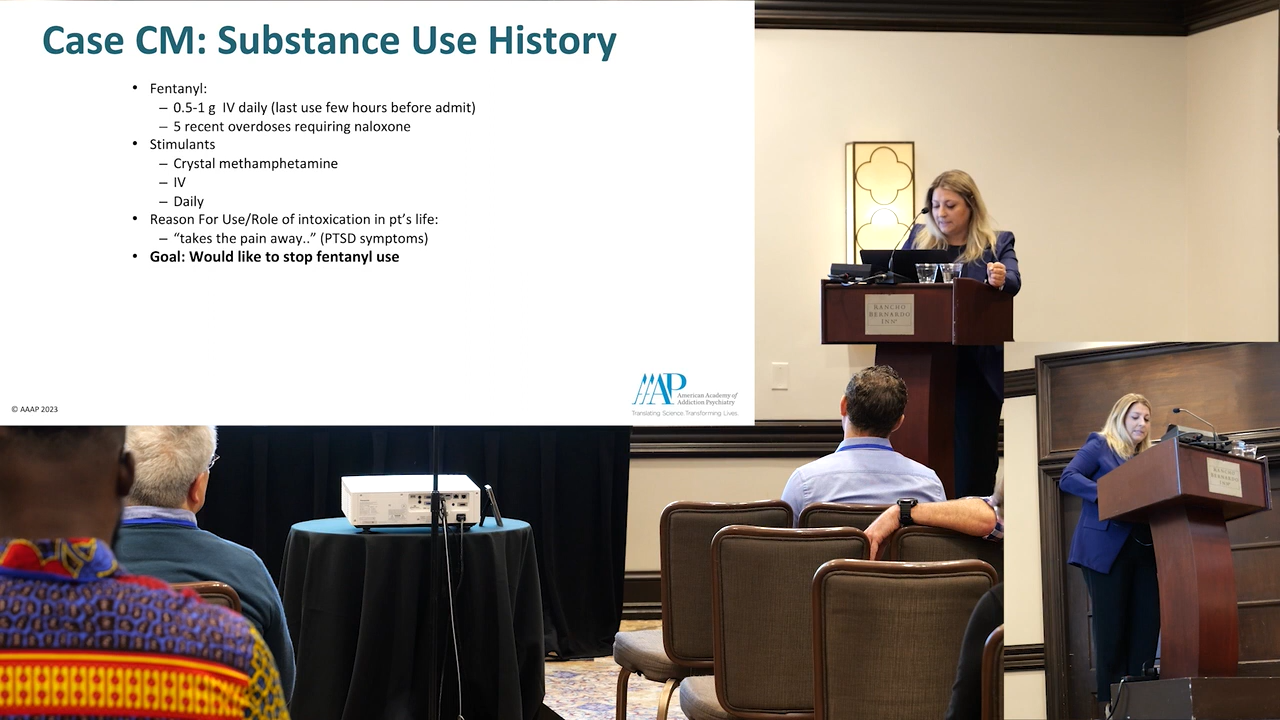 Case CM: Substance Use History
• Fentanyl:
– 0.5-1 g IV daily (last use few hours before admit)
– 5 recent overdoses requiring naloxone
• Stimulants
– Crystal methamphetamine
– IV
– Daily
• Reason For Use/Role of intoxication in pt's life:
– “takes the pain away..” (PTSD symptoms)
• Goal: Would like to stop fentanyl use
© AAAP 2023
AAAP
American Academy of
Addiction Psychiatry
Translating Science. Transforming Lives.
RANCHO
BERNARDO
INN